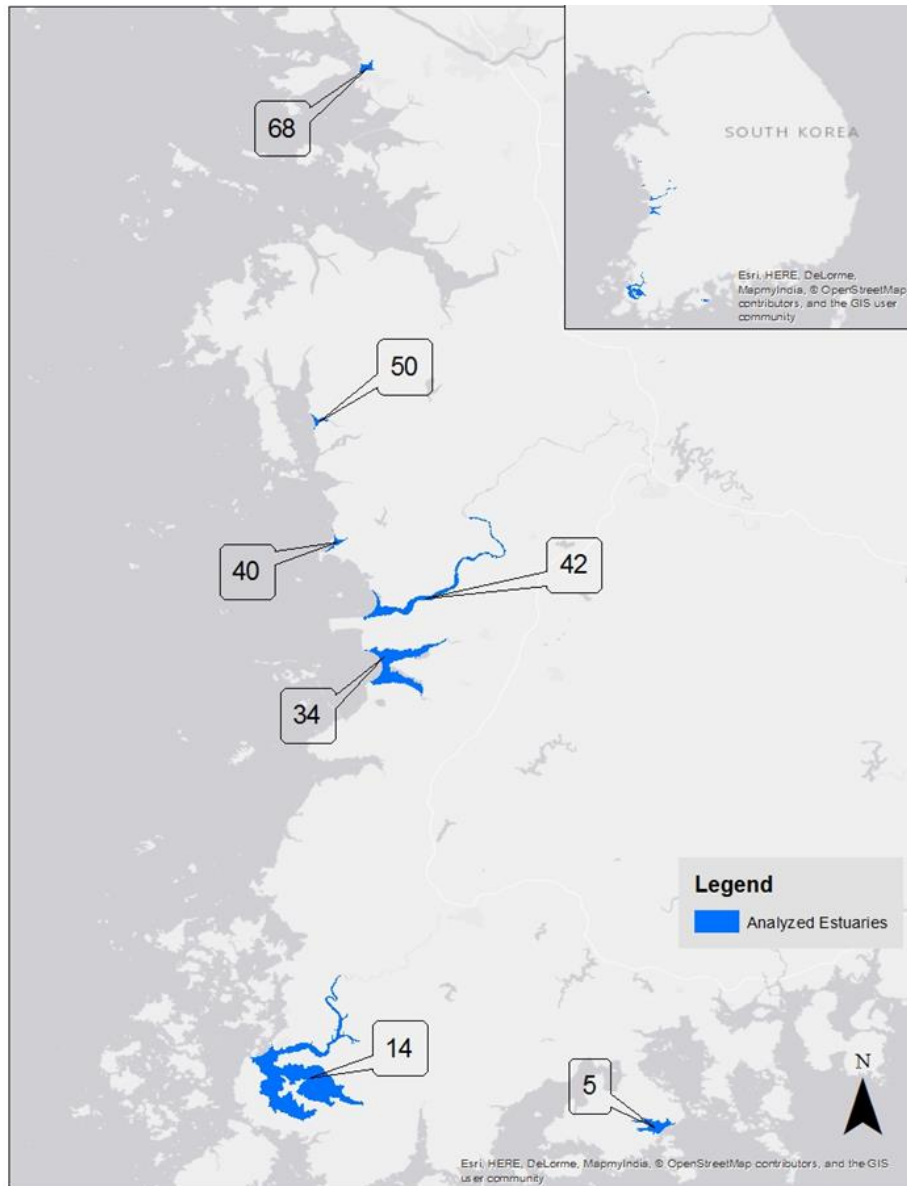 68
SOUTH KOREA
Esri, HERE, DeLorme,
MapmyIndia, © OpenStreetMap
contributors, and the GIS user
community
50
40
42
34
Legend
Analyzed Estuaries
14
5
N
Esri, HERE, DeLorme, MapmyIndia, © OpenStreetMap contributors, and the GIS
user community